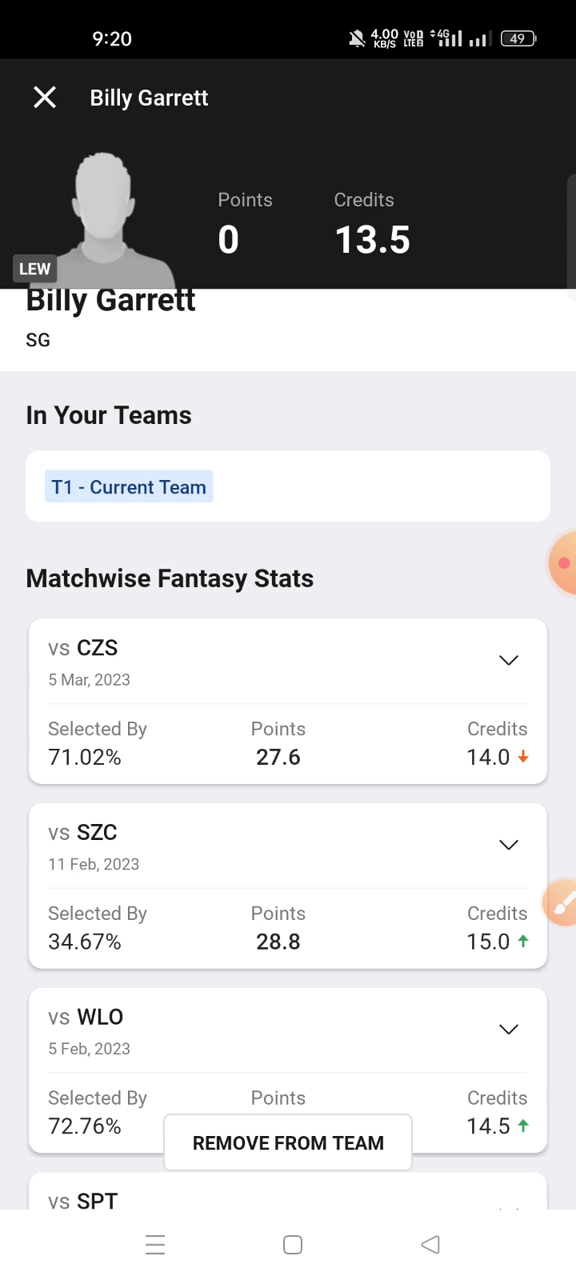 9:20
4.00 KB/S VoD LTE2 4G 49
Billy Garrett
Points Credits
0 13.5
LEW
Billy Garrett
SG
In Your Teams
T1 - Current Team
Matchwise Fantasy Stats
vs CZS
5 Mar, 2023
Selected By Points Credits
71.02% 27.6 14.0
vs SZC
11 Feb, 2023
Selected By Points Credits
34.67% 28.8 15.0
vs WLO
5 Feb, 2023
Selected By Points Credits
72.76% 14.5
REMOVE FROM TEAM
vs SPT